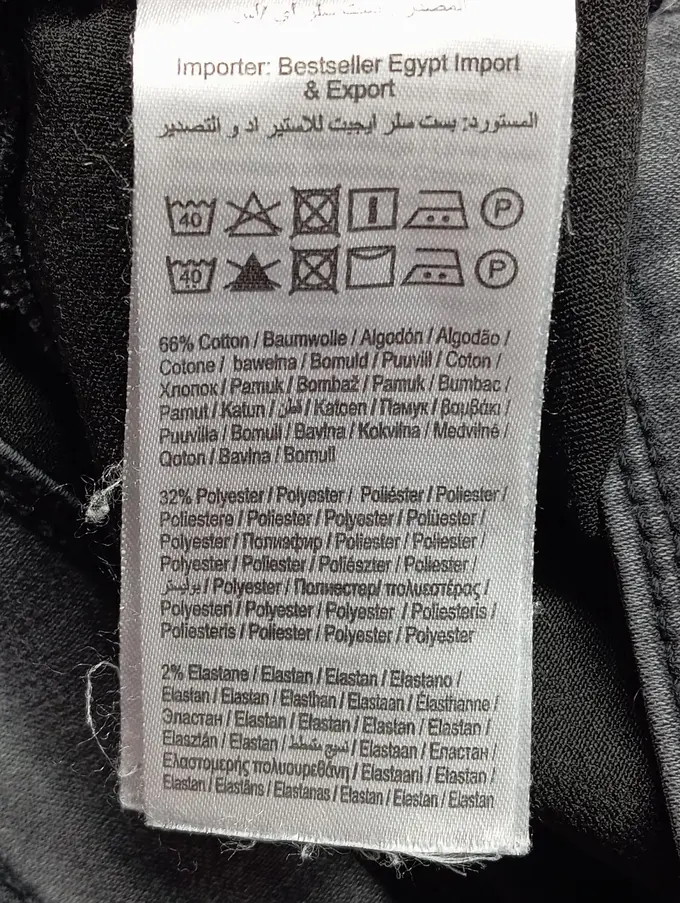 Importer: Bestseller Egypt Import
& Export
المستورد: بست سلر ايجيبت للاستيراد و التصدير
40 P
40 P
66% Cotton / Baumwolle / Algodón / Algodão /
Cotone / bawełna / Bomuld / Puuvill / Coton /
Хлопок / Pamuk / Bombaž / Pamuk / Bumbac /
Pamut / Katun / قطن / Katoen / Памук / βαμβάκι /
Puuvilla / Bomull / Bavlna / Kokvilna / Medvilnė /
Qoton / Bavlna / Bomull
32% Polyester / Polyester / Poliéster / Poliester /
Poliestere / Poliester / Polyester / Polüester /
Polyester / Полиэфир / Poliester / Poliester /
Polyester / Poliester / Poliészter / Poliester /
بوليستر / Polyester / Полиестер/ πολυεστέρας /
Polyesteri / Polyester / Polyester / Poliesteris /
Poliesteris / Poliester / Polyester / Polyester
2% Elastane / Elastan / Elastan / Elastano /
Elastan / Elastan / Elasthan / Elastaan / Élasthanne /
Эластан / Elastan / Elastan / Elastan / Elastan /
Elasztán / Elastan / نسيج مطاط / Elastaan / Еластан /
Ελαστομερής πολυουρεθάνη / Elastaani / Elastan /
Elastan / Elastāns / Elastanas / Elastan / Elastan / Elastan